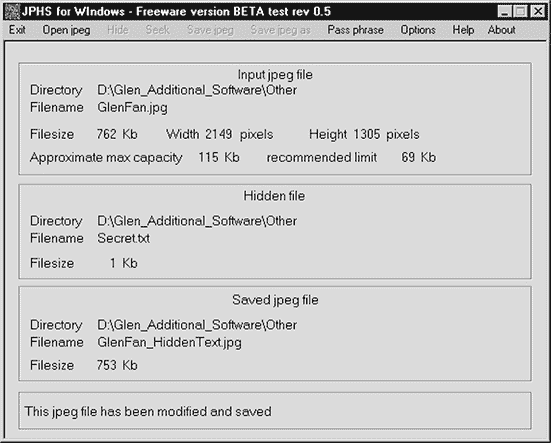 JPHS for WIndows - Freeware version BETA test rev 0.5
Exit Open jpeg Hide Seek Save jpeg Save jpeg as Pass phrase Options Help About
Input jpeg file
Directory D:\Glen_Additional_Software\Other
Filename GlenFan.jpg
Filesize 762 Kb Width 2149 pixels Height 1305 pixels
Approximate max capacity 115 Kb recommended limit 69 Kb
Hidden file
Directory D:\Glen_Additional_Software\Other
Filename Secret.txt
Filesize 1 Kb
Saved jpeg file
Directory D:\Glen_Additional_Software\Other
Filename GlenFan_HiddenText.jpg
Filesize 753 Kb
This jpeg file has been modified and saved